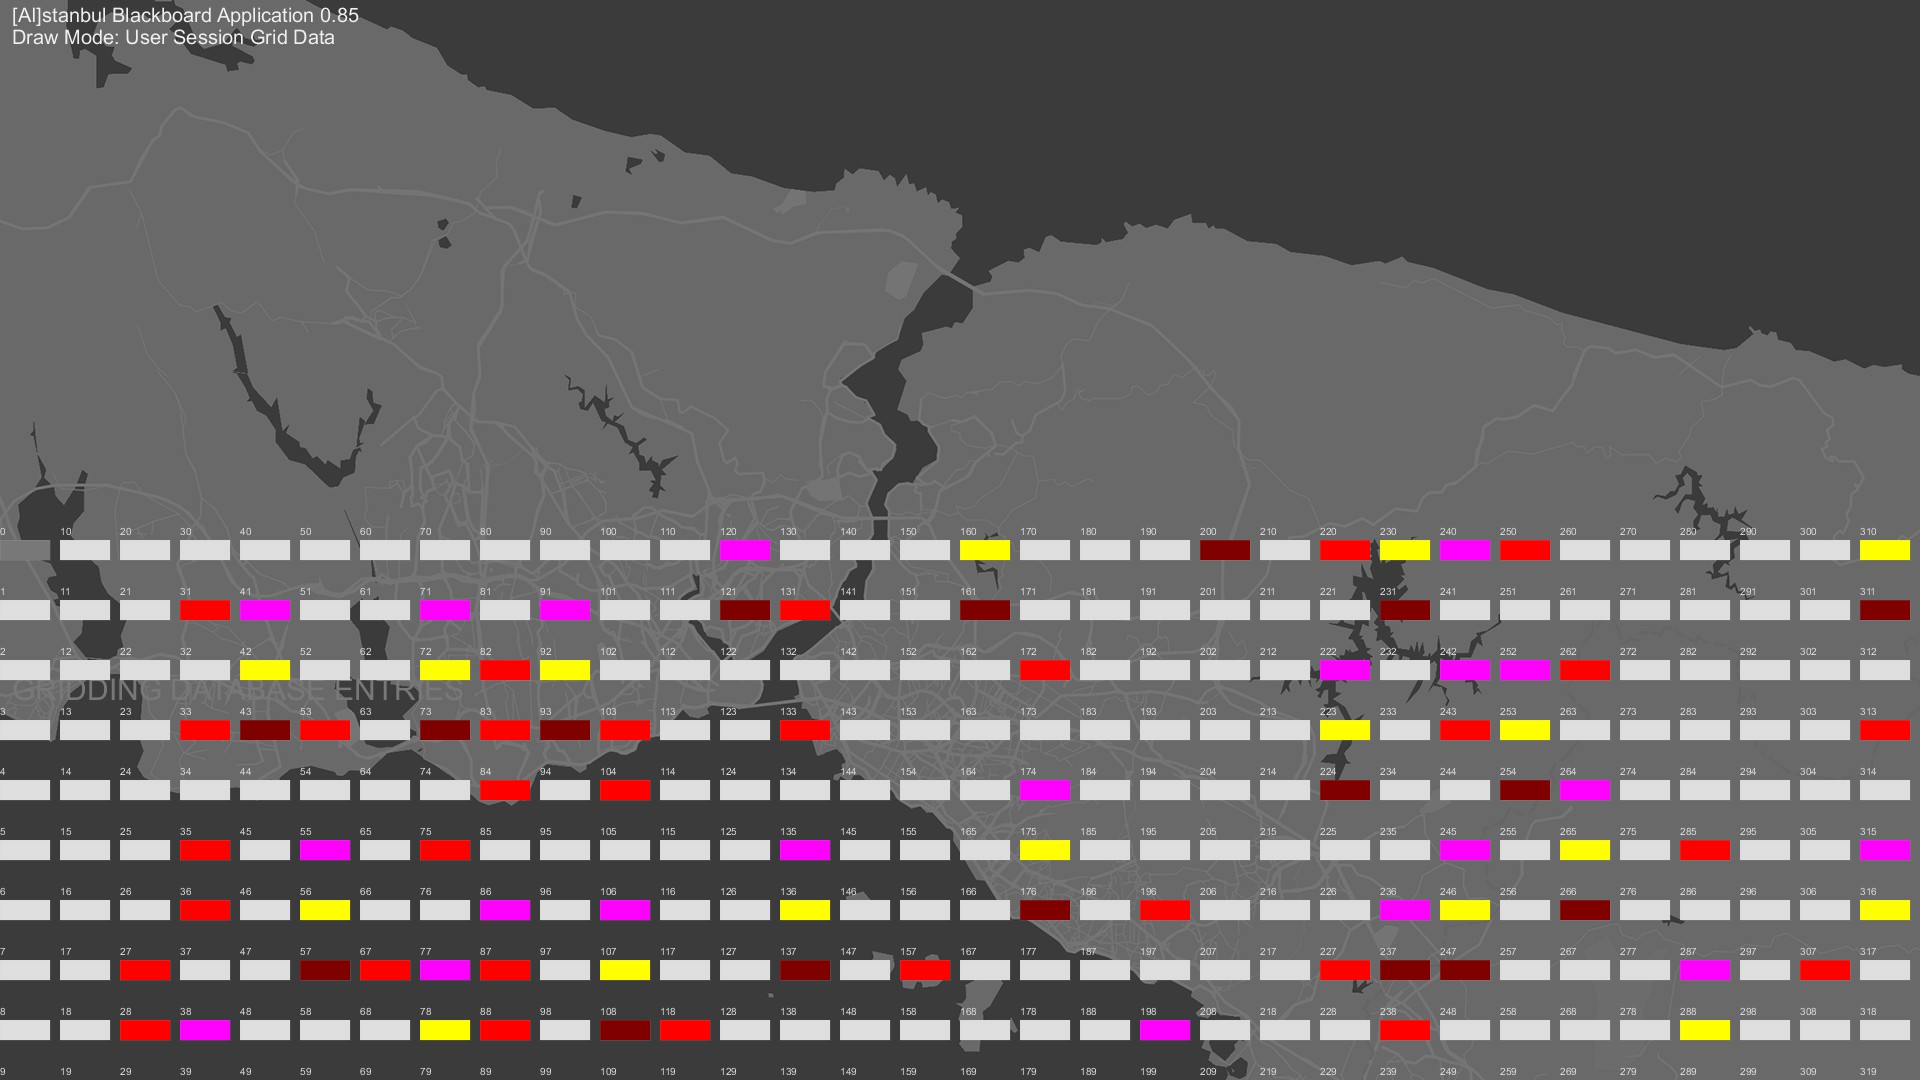 [AI]stanbul Blackboard Application 0.85
Draw Mode: User Session Grid Data
0 10 20 30 40 50 60 70 80 90 100 110 120 130 140 150 160 170 180 190 200 210 220 230 240 250 260 270 280 290 300 310
1 11 21 31 41 51 61 71 81 91 101 111 121 131 141 151 161 171 181 191 201 211 221 231 241 251 261 271 281 291 301 311
2 12 22 32 42 52 62 72 82 92 102 112 122 132 142 152 162 172 182 192 202 212 222 232 242 252 262 272 282 292 302 312
GRIDDING DATABASE ENTRIES
3 13 23 33 43 53 63 73 83 93 103 113 123 133 143 153 163 173 183 193 203 213 223 233 243 253 263 273 283 293 303 313
4 14 24 34 44 54 64 74 84 94 104 114 124 134 144 154 164 174 184 194 204 214 224 234 244 254 264 274 284 294 304 314
5 15 25 35 45 55 65 75 85 95 105 115 125 135 145 155 165 175 185 195 205 215 225 235 245 255 265 275 285 295 305 315
6 16 26 36 46 56 66 76 86 96 106 116 126 136 146 156 166 176 186 196 206 216 226 236 246 256 266 276 286 296 306 316
7 17 27 37 47 57 67 77 87 97 107 117 127 137 147 157 167 177 187 197 207 217 227 237 247 257 267 277 287 297 307 317
8 18 28 38 48 58 68 78 88 98 108 118 128 138 148 158 168 178 188 198 208 218 228 238 248 258 268 278 288 298 308 318
9 19 29 39 49 59 69 79 89 99 109 119 129 139 149 159 169 179 189 199 209 219 229 239 249 259 269 279 289 299 309 319